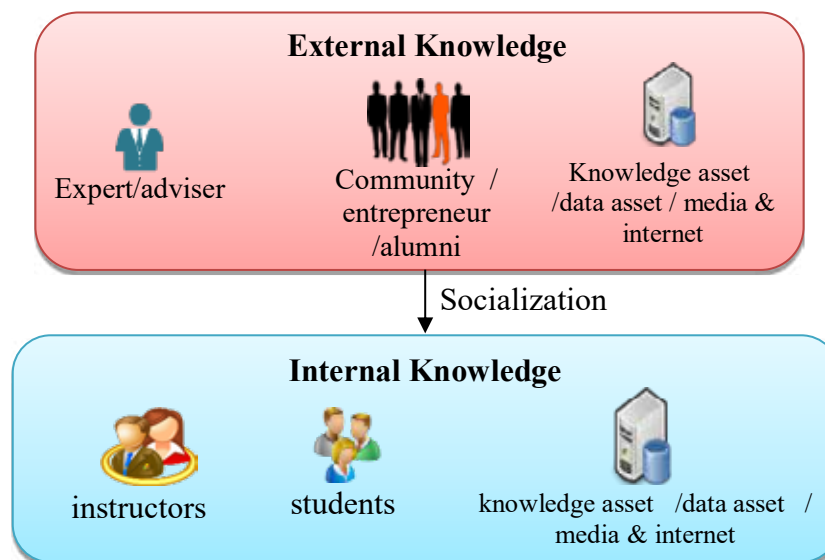 External Knowledge
Expert/adviser
Community /
entrepreneur
/alumni
Knowledge asset
/data asset / media &
internet
Socialization
Internal Knowledge
instructors
students
knowledge asset /data asset /
media & internet